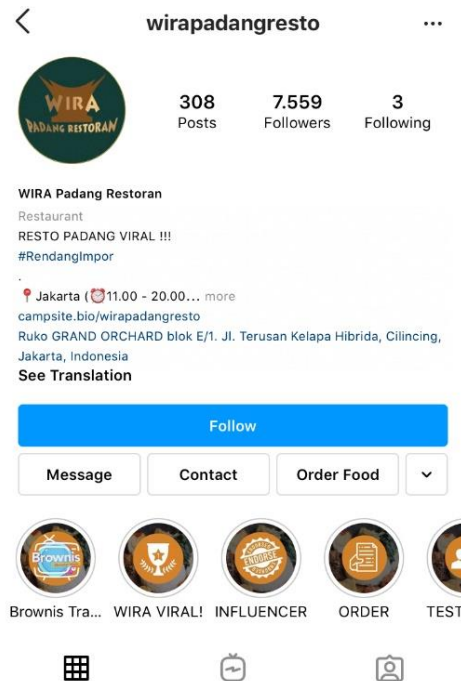 wirapadangresto
WIRA
PADANG RESTORAN
308 7.559 3
Posts Followers Following
WIRA Padang Restoran
Restaurant
RESTO PADANG VIRAL !!!
#RendangImpor
.
Jakarta (11.00 - 20.00... more
campsite.bio/wirapadangresto
Ruko GRAND ORCHARD blok E/1. Jl. Terusan Kelapa Hibrida, Cilincing,
Jakarta, Indonesia
See Translation
Follow
Message Contact Order Food
Brownis
ENDORSE
Brownis Tra... WIRA VIRAL! INFLUENCER ORDER TEST